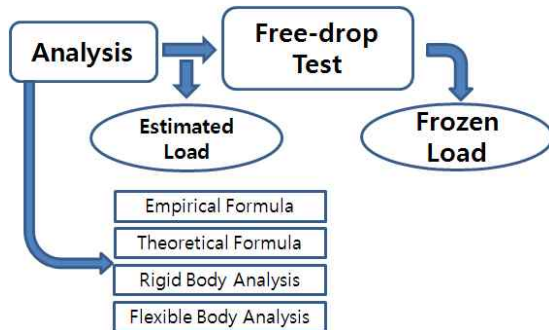 Analysis
Free-drop
Test
Estimated
Load
Frozen
Load
Empirical Formula
Theoretical Formula
Rigid Body Analysis
Flexible Body Analysis